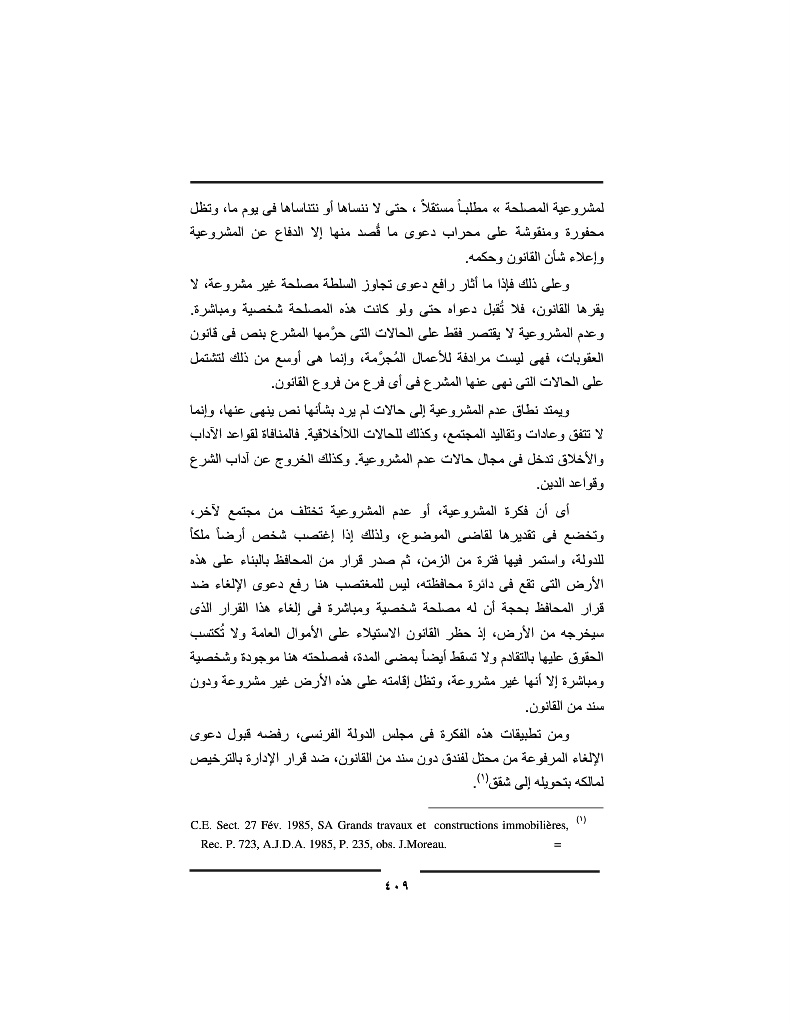 لمشروعية المصلحة » مطلبـاً مستقلاً ، حتى لا ننساها أو نتناساها فى يوم ما، وتظل
محفورة ومنقوشة على محراب دعوى ما قُصد منها إلا الدفاع عن المشروعية
وإعلاء شأن القانون وحكمه.
وعلى ذلك فإذا ما أثار رافع دعوى تجاوز السلطة مصلحة غير مشروعة، لا
يقرها القانون، فلا تُقبل دعواه حتى ولو كانت هذه المصلحة شخصية ومباشرة.
وعدم المشروعية لا يقتصر فقط على الحالات التى حرَّمها المشرع بنص فى قانون
العقوبات، فهى ليست مرادفة للأعمال المُجرَّمة، وإنما هى أوسع من ذلك لتشتمل
على الحالات التى نهى عنها المشرع فى أى فرع من فروع القانون.
ويمتد نطاق عدم المشروعية إلى حالات لم يرد بشأنها نص ينهى عنها، وإنما
لا تتفق وعادات وتقاليد المجتمع، وكذلك للحالات اللاأخلاقية. فالمنافاة لقواعد الآداب
والأخلاق تدخل فى مجال حالات عدم المشروعية. وكذلك الخروج عن آداب الشرع
وقواعد الدين.
أى أن فكرة المشروعية، أو عدم المشروعية تختلف من مجتمع لآخر،
وتخضع فى تقديرها لقاضى الموضوع، ولذلك إذا إغتصب شخص أرضاً ملكاً
للدولة، واستمر فيها فترة من الزمن، ثم صدر قرار من المحافظ بالبناء على هذه
الأرض التى تقع فى دائرة محافظته، ليس للمغتصب هنا رفع دعوى الإلغاء ضد
قرار المحافظ بحجة أن له مصلحة شخصية ومباشرة فى إلغاء هذا القرار الذى
سيخرجه من الأرض، إذ حظر القانون الاستيلاء على الأموال العامة ولا تُكتسب
الحقوق عليها بالتقادم ولا تسقط أيضاً بمضى المدة، فمصلحته هنا موجودة وشخصية
ومباشرة إلا أنها غير مشروعة، وتظل إقامته على هذه الأرض غير مشروعة ودون
سند من القانون.
ومن تطبيقات هذه الفكرة فى مجلس الدولة الفرنسى، رفضه قبول دعوى
الإلغاء المرفوعة من محتل لفندق دون سند من القانون، ضد قرار الإدارة بالترخيص
لمالكه بتحويله إلى شقق(١).
(١) C.E. Sect. 27 Fév. 1985, SA Grands travaux et constructions immobilières,
Rec. P. 723, A.J.D.A. 1985, P. 235, obs. J.Moreau. =
٤٠٩